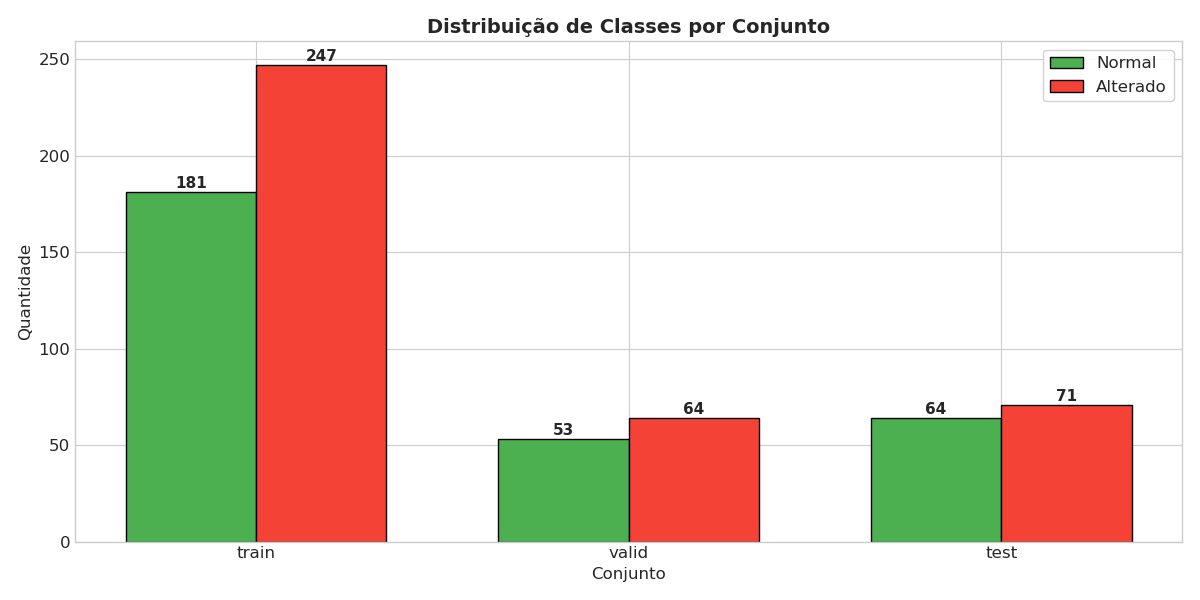 Distribuição de Classes por Conjunto
Normal
Alterado
Quantidade
250
200
150
100
50
0
181
247
53
64
64
71
train
valid
test
Conjunto